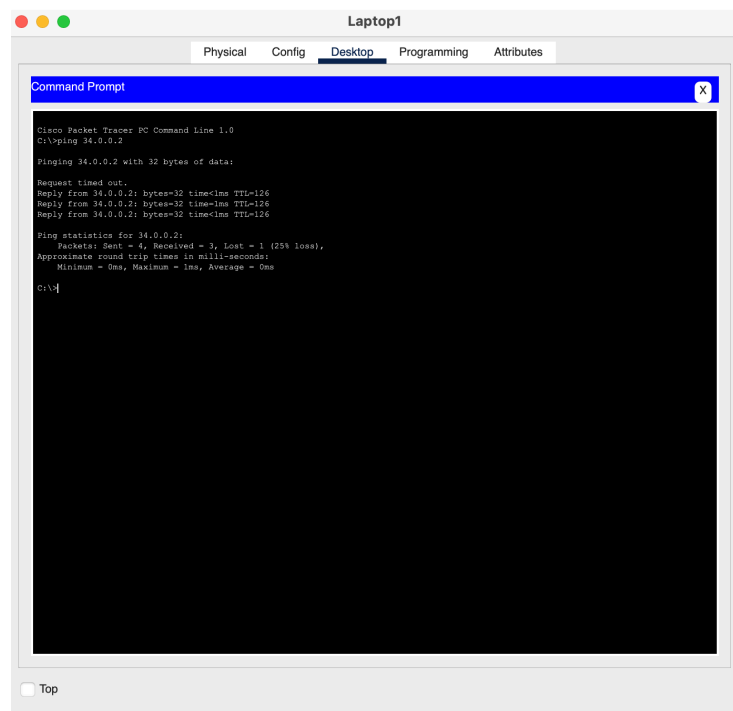 Laptop1
Physical Config Desktop Programming Attributes
Command Prompt
X
Cisco Packet Tracer PC Command Line 1.0
C:\>ping 34.0.0.2
Pinging 34.0.0.2 with 32 bytes of data:
Request timed out.
Reply from 34.0.0.2: bytes=32 time<1ms TTL=126
Reply from 34.0.0.2: bytes=32 time=1ms TTL=126
Reply from 34.0.0.2: bytes=32 time<1ms TTL=126
Ping statistics for 34.0.0.2:
Packets: Sent = 4, Received = 3, Lost = 1 (25% loss),
Approximate round trip times in milli-seconds:
Minimum = 0ms, Maximum = 1ms, Average = 0ms
C:\>
Top